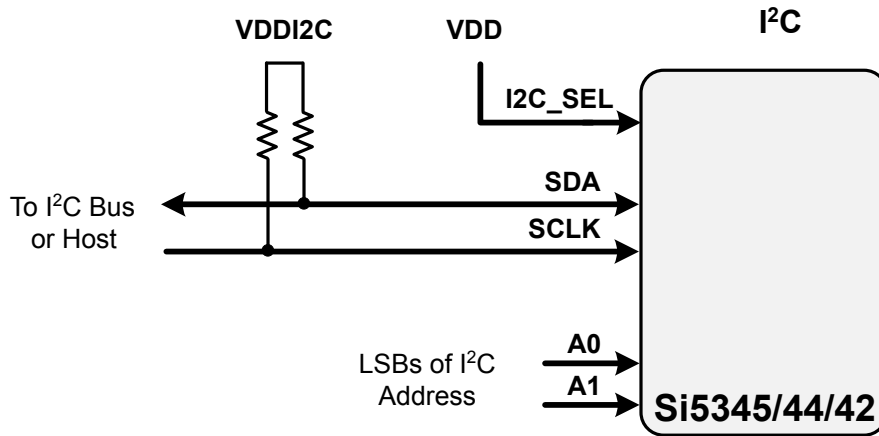 VDDI2C
VDD
I²C
I2C_SEL
SDA
To I²C Bus
or Host
SCLK
LSBs of I²C
Address
A0
A1
Si5345/44/42